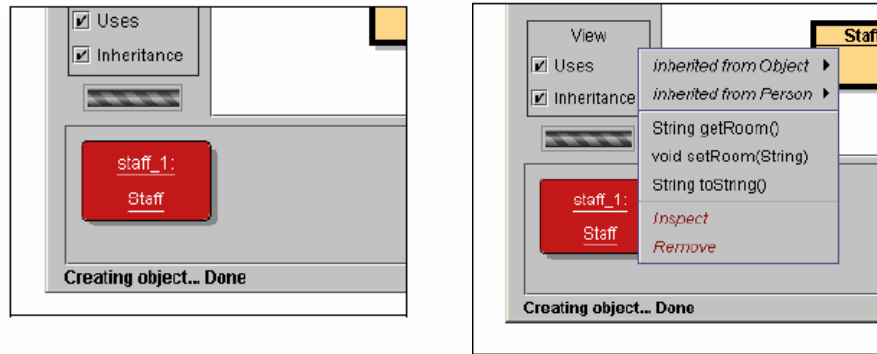 Uses
Inheritance
staff_1:
Staff
Creating object... Done
View
Uses
Inheritance
Staff
inherited from Object
inherited from Person
String getRoom()
void setRoom(String)
String toString()
Inspect
Remove
staff_1:
Staff
Creating object... Done